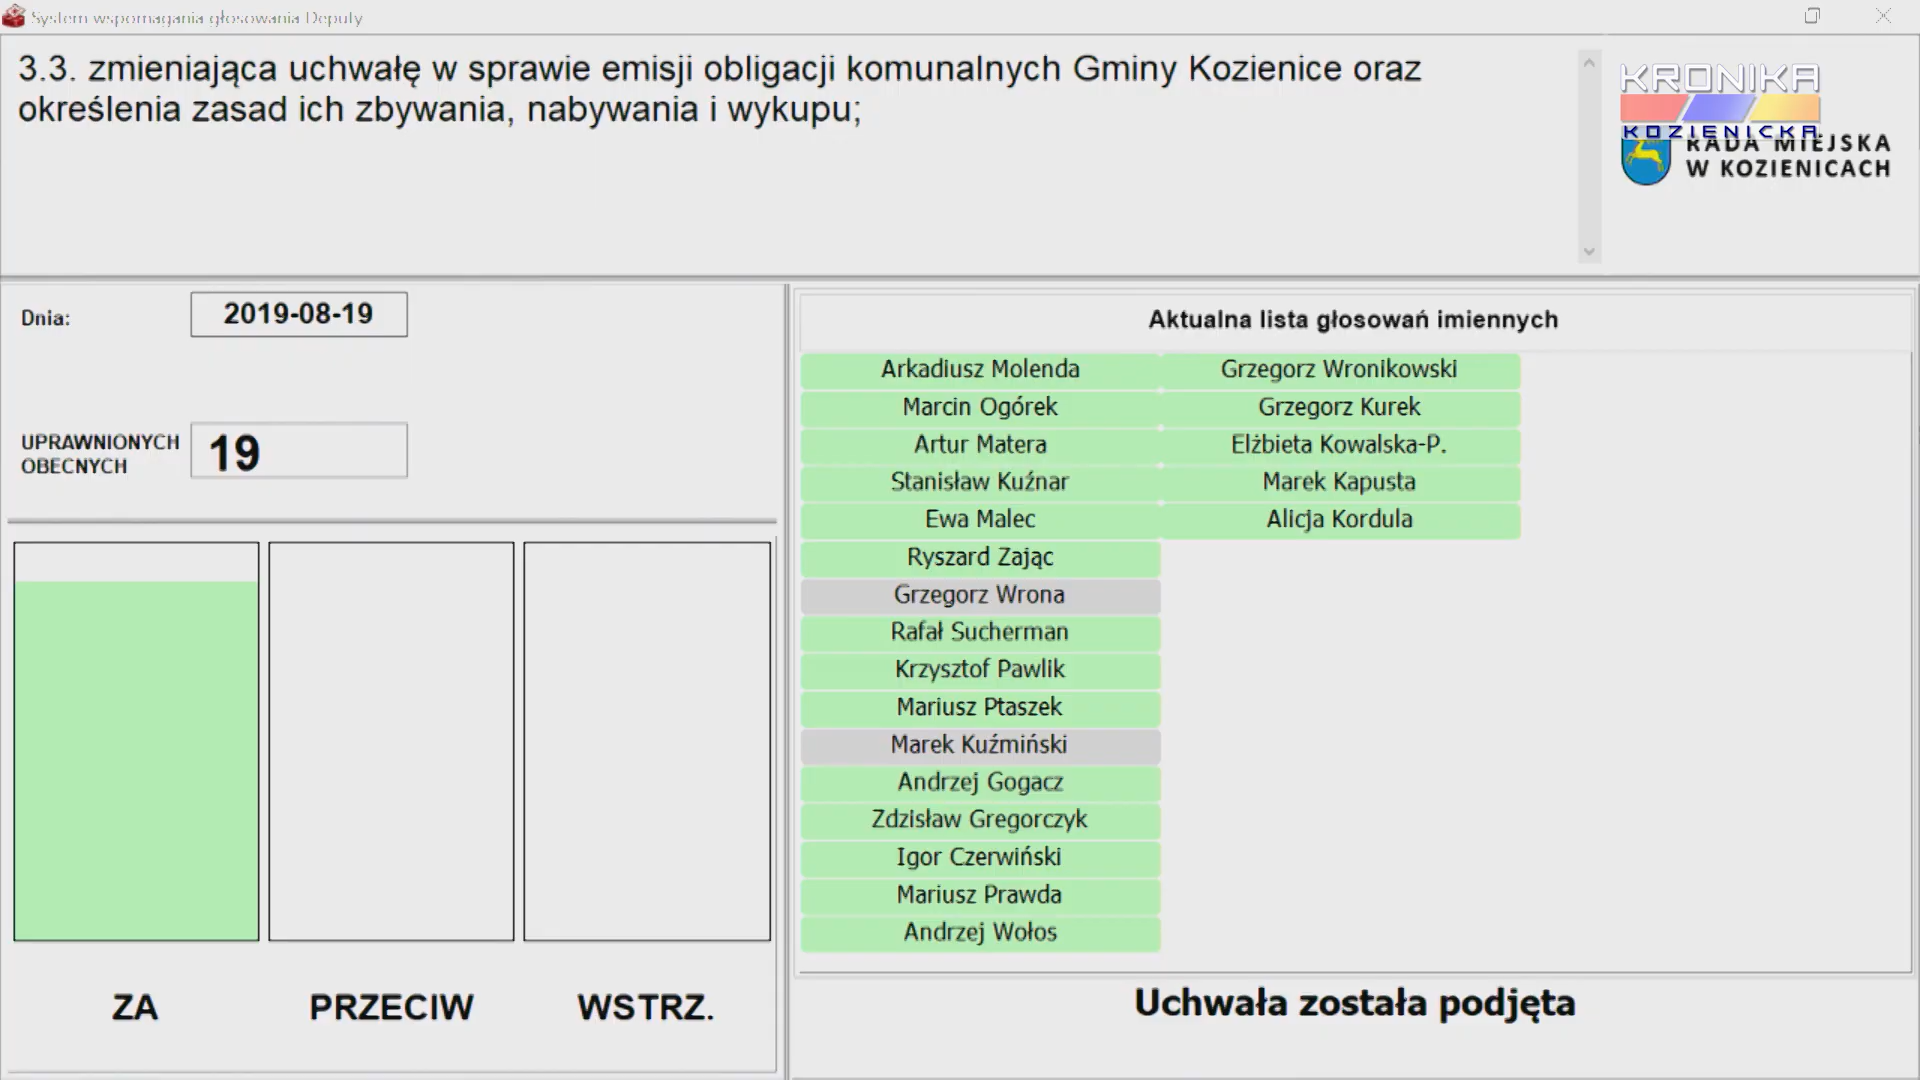 System wspomagania głosowania Deputy
3.3. zmieniająca uchwałę w sprawie emisji obligacji komunalnych Gminy Kozienice oraz
określenia zasad ich zbywania, nabywania i wykupu;
KRONIKA
KOZIENICKA
RADA MIEJSKA
W KOZIENICACH
Dnia:
2019-08-19
UPRAWNIONYCH
OBECNYCH
19
ZA
PRZECIW
WSTRZ.
Aktualna lista głosowań imiennych
Arkadiusz Molenda
Marcin Ogórek
Artur Matera
Stanisław Kuźnar
Ewa Malec
Ryszard Zając
Grzegorz Wrona
Rafał Sucherman
Krzysztof Pawlik
Mariusz Ptaszek
Marek Kuźmiński
Andrzej Gogacz
Zdzisław Gregorczyk
Igor Czerwiński
Mariusz Prawda
Andrzej Wołos
Grzegorz Wronikowski
Grzegorz Kurek
Elżbieta Kowalska-P.
Marek Kapusta
Alicja Kordula
Uchwała została podjęta